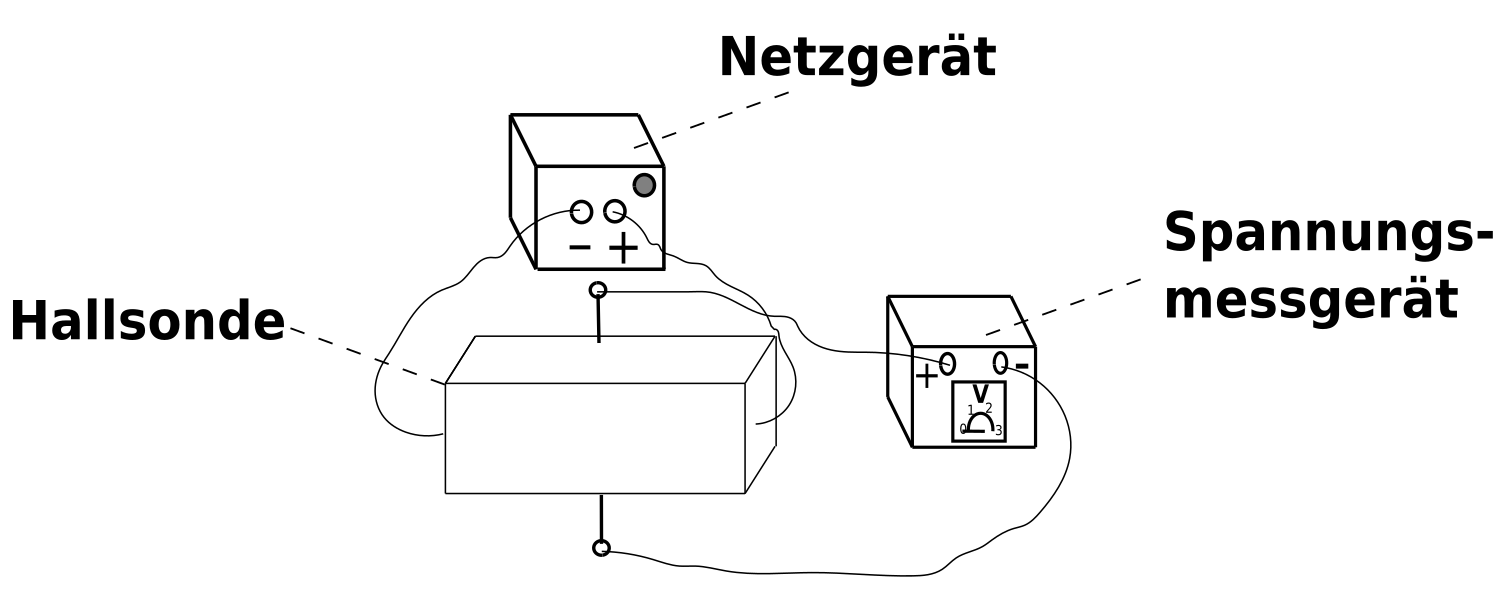 Netzgerät
− +
Spannungs-
messgerät
Hallsonde
+ -
V
1 2
0 3